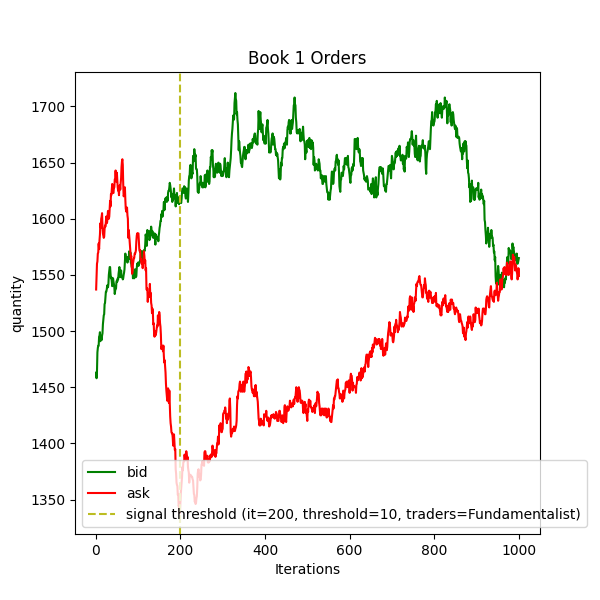 Book 1 Orders
quantity
1700
1650
1600
1550
1500
1450
1400
1350
bid
ask
signal threshold (it=200, threshold=10, traders=Fundamentalist)
0 200 400 600 800 1000
Iterations